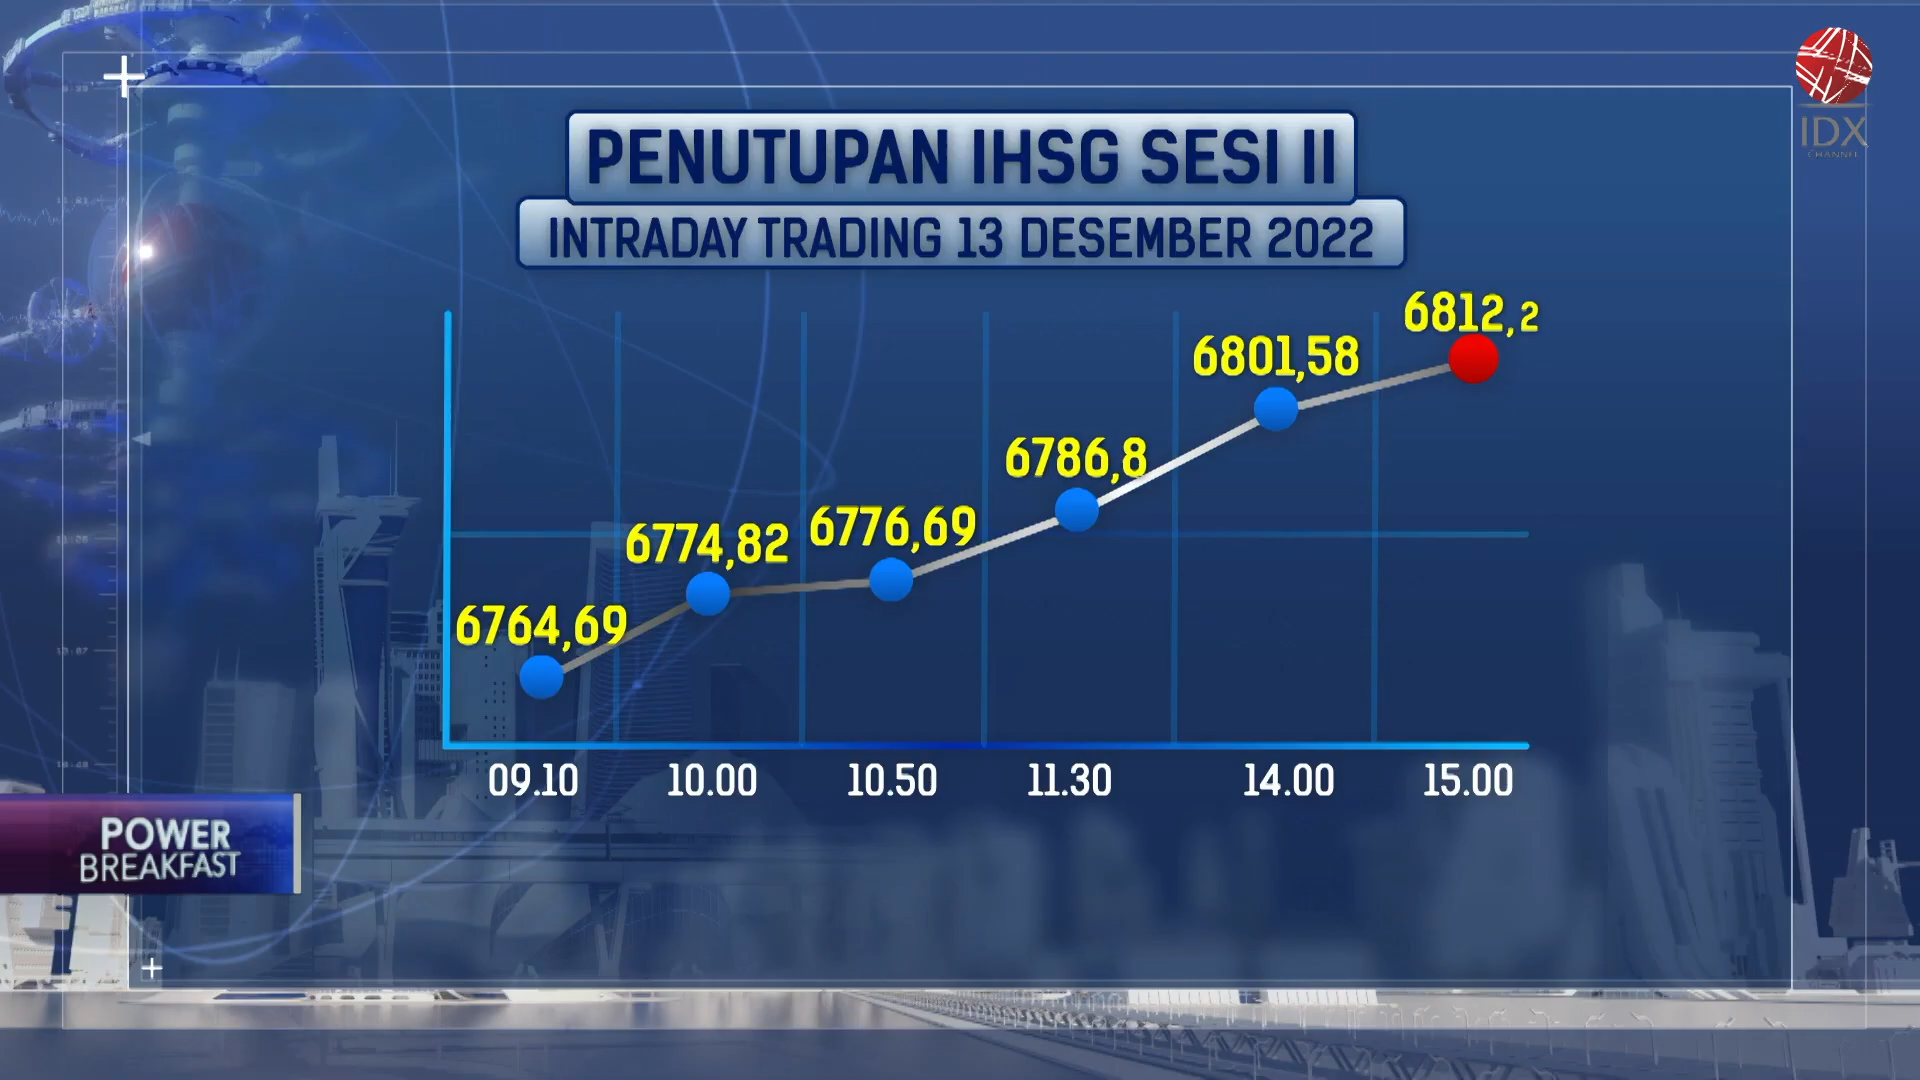 IDX
CHANNEL
PENUTUPAN IHSG SESI II
INTRADAY TRADING 13 DESEMBER 2022
6812,2
6801,58
6786,8
6776,69
6774,82
6764,69
09.10 10.00 10.50 11.30 14.00 15.00
POWER
BREAKFAST